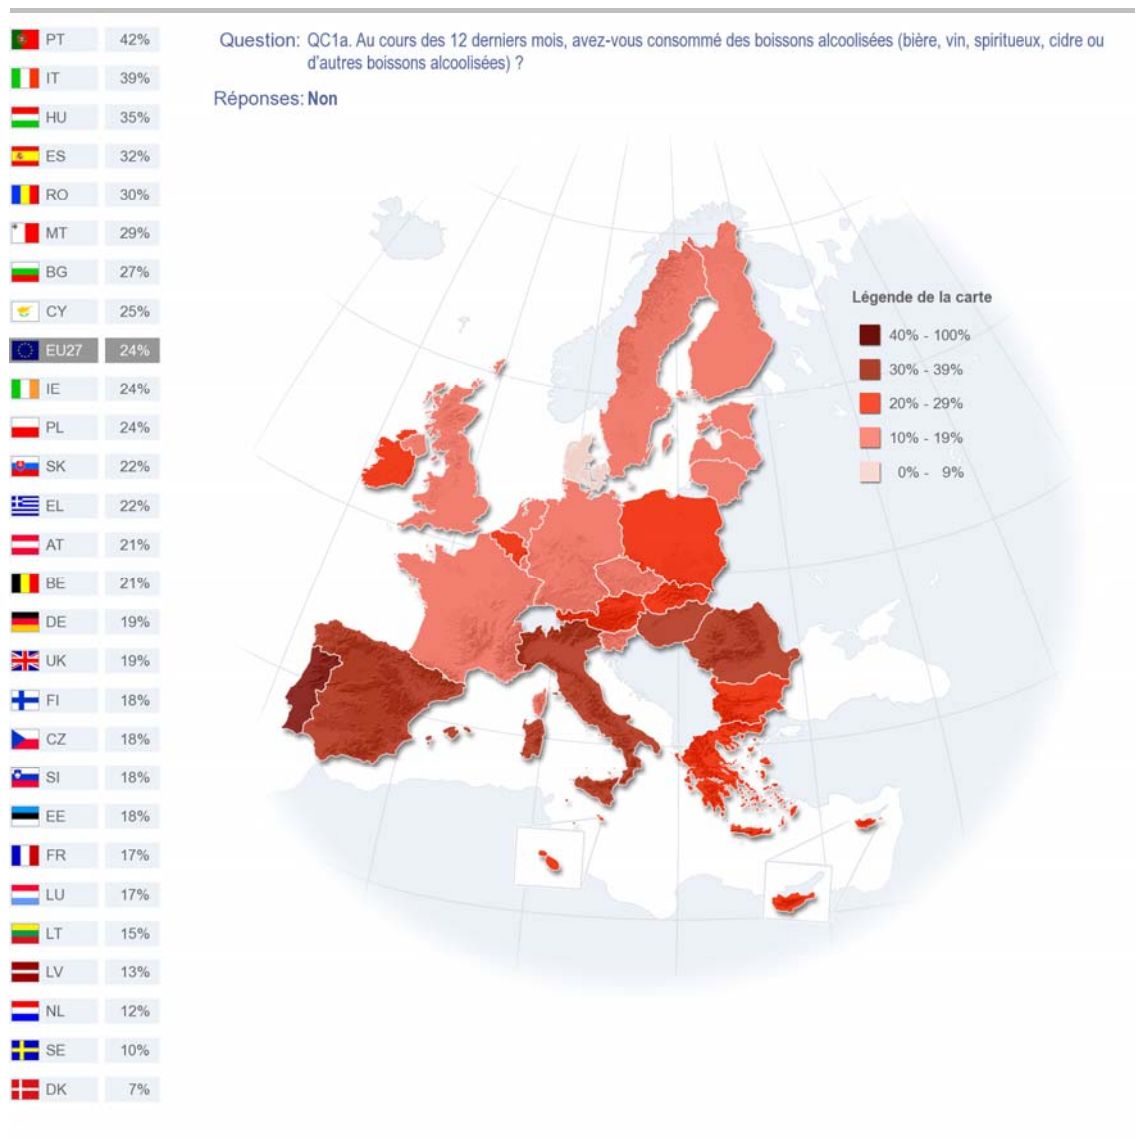 Question: QC1a. Au cours des 12 derniers mois, avez-vous consommé des boissons alcoolisées (bière, vin, spiritueux, cidre ou
d'autres boissons alcoolisées) ?
Réponses: Non
PT 42%
IT 39%
HU 35%
ES 32%
RO 30%
MT 29%
BG 27%
CY 25%
EU27 24%
IE 24%
PL 24%
SK 22%
EL 22%
AT 21%
BE 21%
DE 19%
UK 19%
FI 18%
CZ 18%
SI 18%
EE 18%
FR 17%
LU 17%
LT 15%
LV 13%
NL 12%
SE 10%
DK 7%
Légende de la carte
40% - 100%
30% - 39%
20% - 29%
10% - 19%
0% - 9%